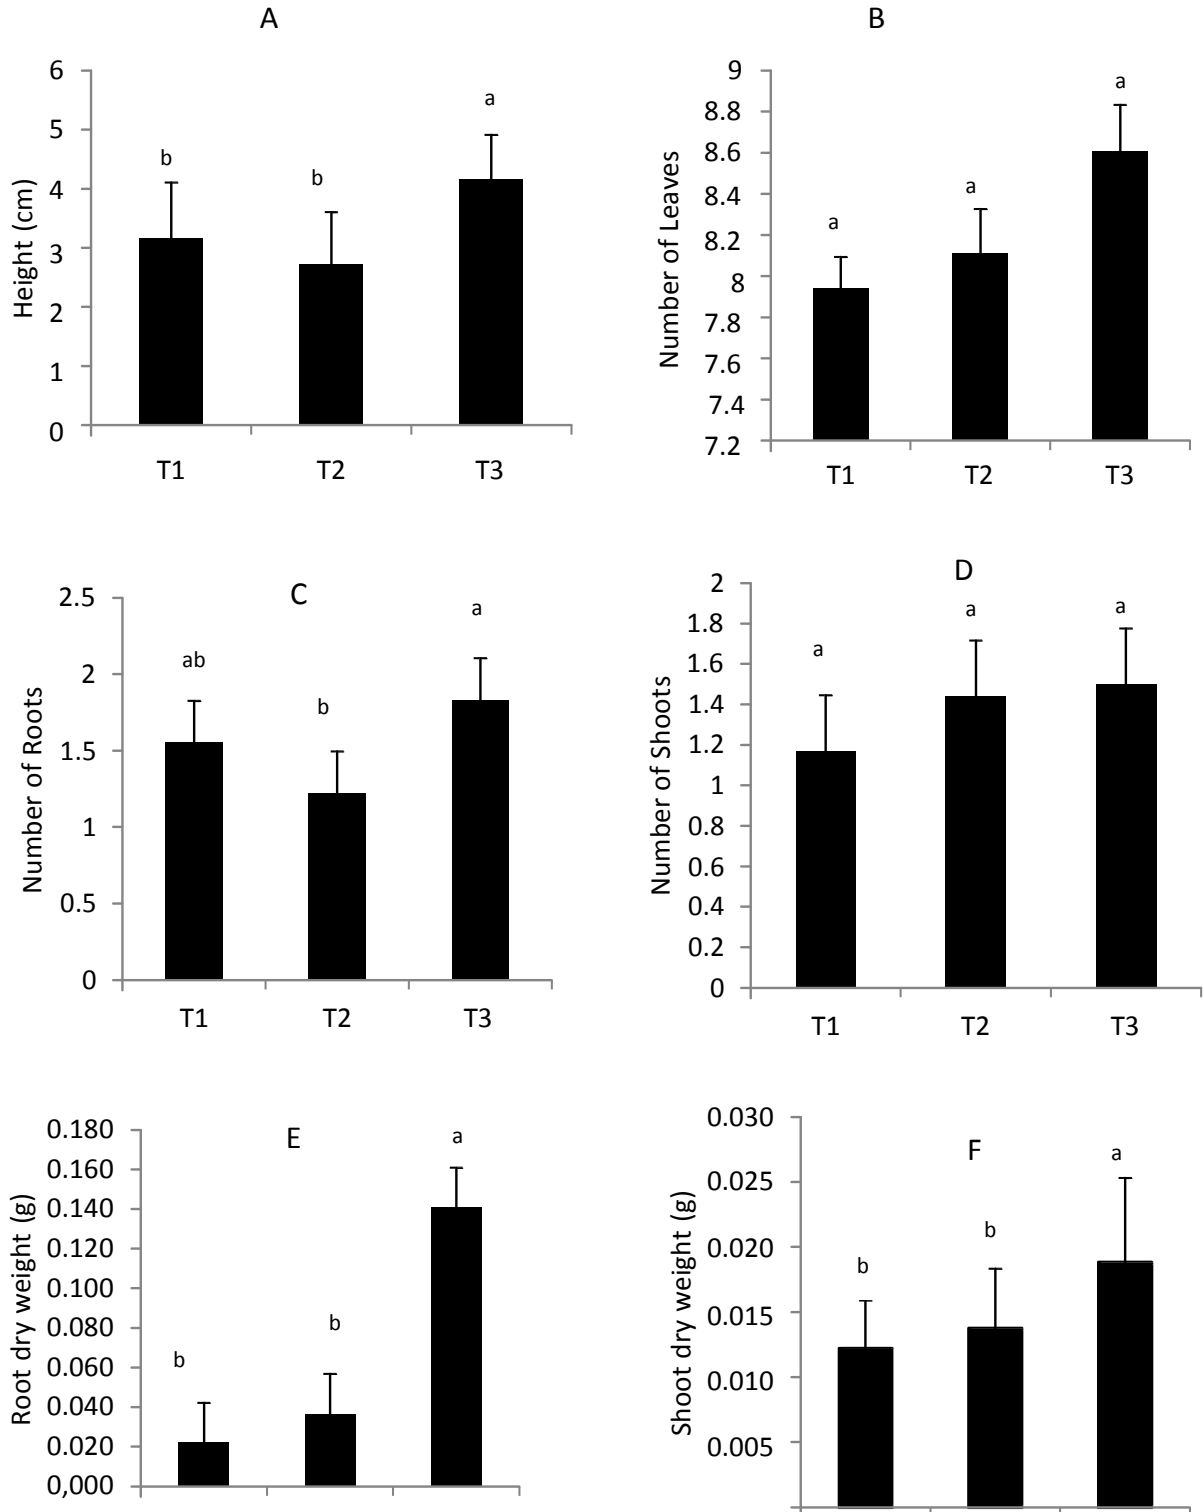 A
Height (cm)
6
5
4
3
2
1
0
b
b
a
T1 T2 T3
B
Number of Leaves
9
8.8
8.6
8.4
8.2
8
7.8
7.6
7.4
7.2
a
a
a
T1 T2 T3
C
Number of Roots
2.5
2
1.5
1
0.5
0
ab
b
a
T1 T2 T3
D
Number of Shoots
2
1.8
1.6
1.4
1.2
1
0.8
0.6
0.4
0.2
0
a
a
a
T1 T2 T3
E
Root dry weight (g)
0.180
0.160
0.140
0.120
0.100
0.080
0.060
0.040
0.020
0,000
b
b
a
F
Shoot dry weight (g)
0.030
0.025
0.020
0.015
0.010
0.005
b
b
a